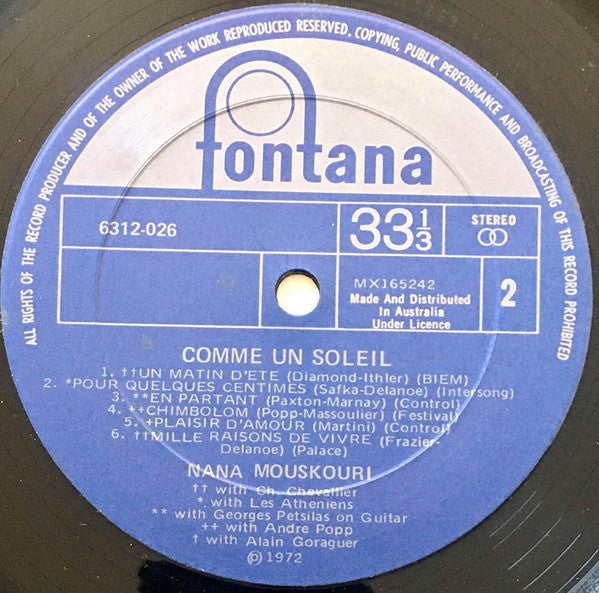 ALL RIGHTS OF THE RECORD PRODUCER AND OF THE OWNER OF THE WORK REPRODUCED RESERVED. COPYING, PUBLIC PERFORMANCE AND BROADCASTING OF THIS RECORD PROHIBITED
fontana
6312-026
33⅓
STEREO
MX165242
Made And Distributed
In Australia
Under Licence
2
COMME UN SOLEIL
1. ††UN MATIN D'ETE (Diamond-Ithler) (BIEM)
2. *POUR QUELQUES CENTIMES (Safka-Delanoe) (Intersong)
3. **EN PARTANT (Paxton-Marnay) (Control)
4. ++CHIMBOLOM (Popp-Massoulier) (Festival)
5. +PLAISIR D'AMOUR (Martini) (Control)
6. ††MILLE RAISONS DE VIVRE (Frazier-
Delanoe) (Palace)
NANA MOUSKOURI
†† with Ch. Chevallier
* with Les Atheniens
** with Georges Petsilas on Guitar
++ with Andre Popp
† with Alain Goraguer
℗ 1972